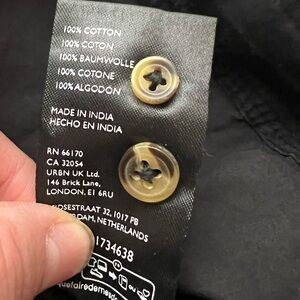 100% COTTON
100% COTON
100% BAUMWOLLE
100% COTONE
100% ALGODON
MADE IN INDIA
HECHO EN INDIA
RN 66170
CA 32054
URBN UK Ltd.
146 Brick Lane,
LONDON, E1 6RU
32, 1017 PB
NETHERLANDS
1734638